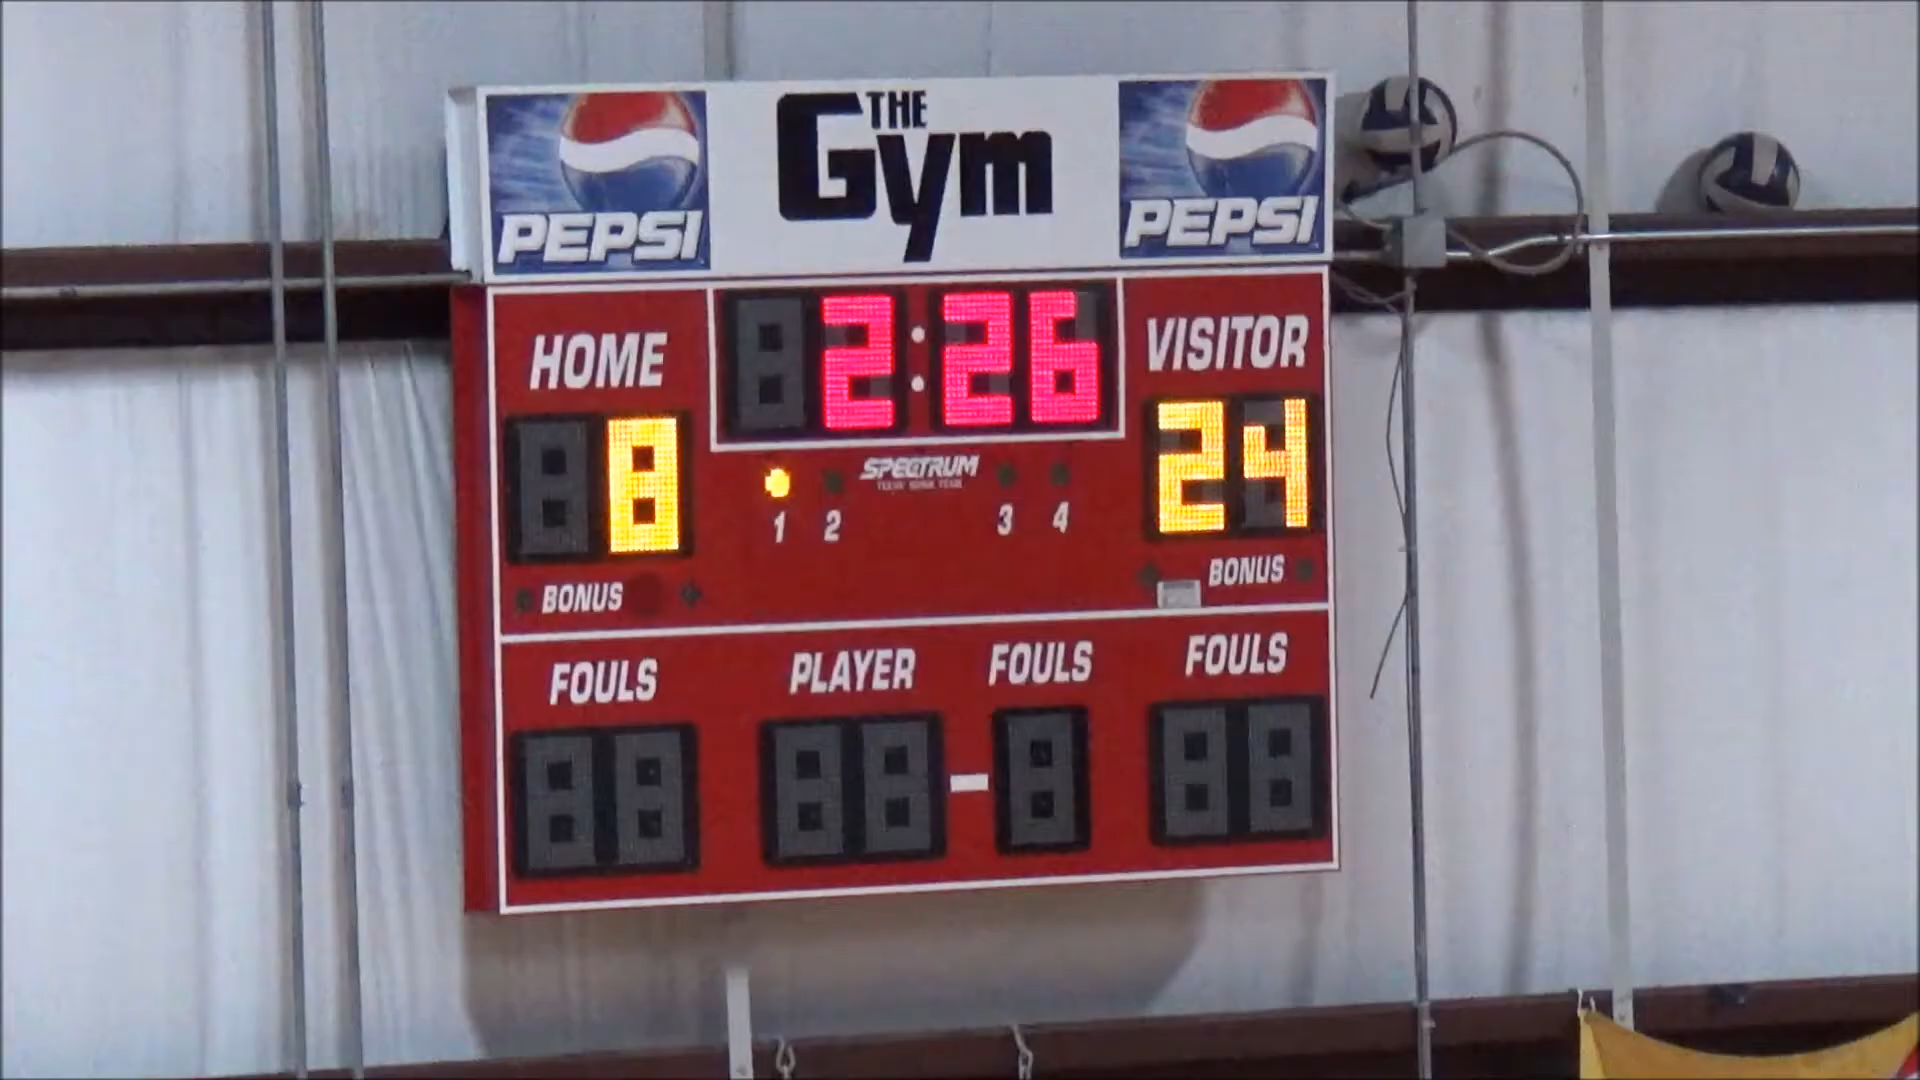 PEPSI
THE
Gym
PEPSI
HOME
2:26
VISITOR
8
24
SPECTRUM
1
2
3
4
BONUS
BONUS
FOULS
PLAYER
FOULS
FOULS